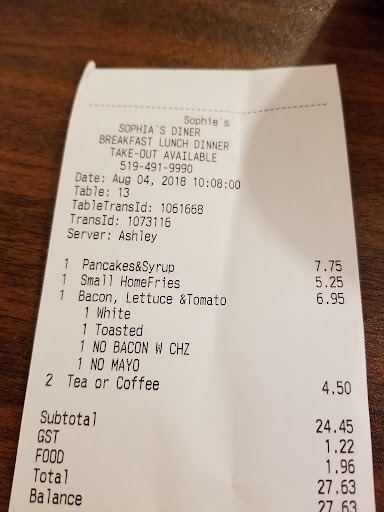 Sophie's
SOPHIA'S DINER
BREAKFAST LUNCH DINNER
TAKE-OUT AVAILABLE
519-491-9990
Date: Aug 04, 2018 10:08:00
Table: 13
TableTransId: 1061668
TransId: 1073116
Server: Ashley
1 Pancakes&Syrup 7.75
1 Small HomeFries 5.25
1 Bacon, Lettuce &Tomato 6.95
1 White
1 Toasted
1 NO BACON W CHZ
1 NO MAYO
2 Tea or Coffee 4.50
Subtotal 24.45
GST 1.22
FOOD 1.96
Total 27.63
Balance 27.63